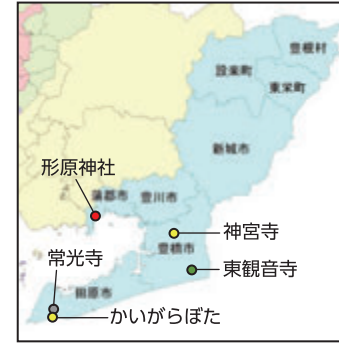 豊根村
設楽町
東栄町
新城市
形原神社
蒲郡市
豊川市
神宮寺
豊橋市
常光寺
東観音寺
田原市
かいがらぼた